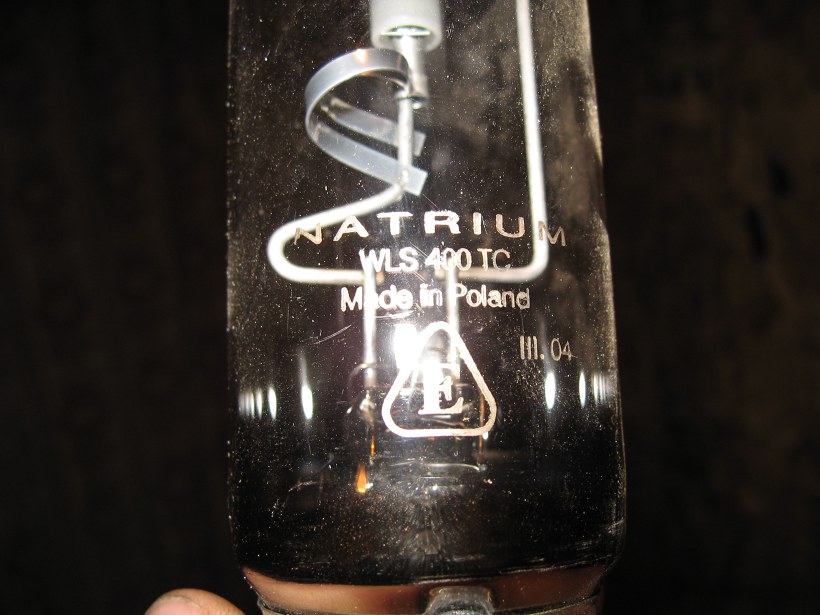 NATRIUM
WLS 400 TC
Made in Poland
III. 04
E